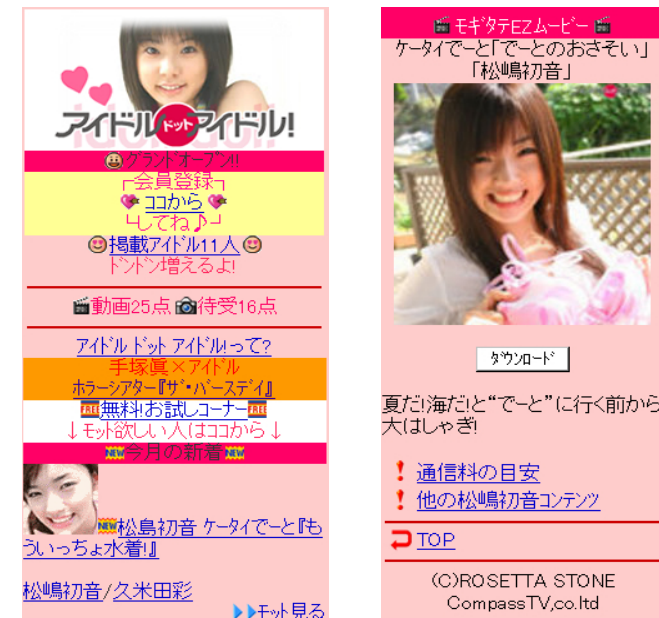 アイドルドットアイドル!
グランドオープン!!
┌会員登録┐
ココから
└してね♪┘
掲載アイドル11人
ドンドン増えるよ!
動画25点 待受16点
アイドル ドット アイドル!って?
手塚眞×アイドル
ホラーシアター『ザ・バースデイ』
FREE無料!お試しコーナーFREE
↓モット欲しい人はココから↓
NEW今月の新着NEW
NEW松島初音 ケータイでーと『も
ういっちょ水着!』
松嶋初音/久米田彩
モット見る
モギタテEZムービー
ケータイでーと「でーとのおさそい」
「松嶋初音」
ダウンロード
夏だ!海だ!と“でーと”に行く前から
大はしゃぎ!
通信料の目安
他の松嶋初音コンテンツ
TOP
(C)ROSETTA STONE
CompassTV,co.ltd